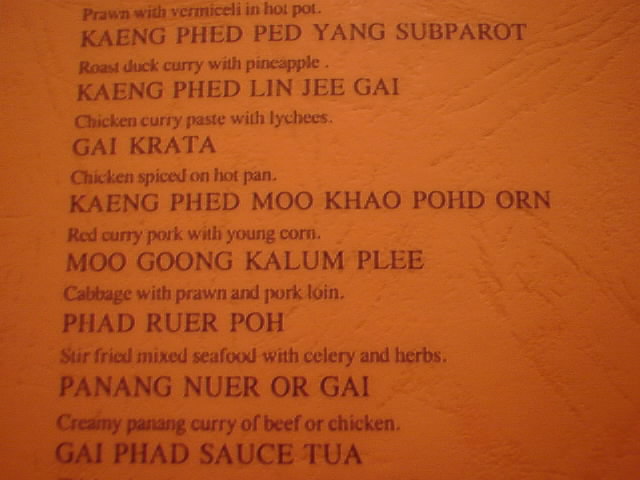 Prawn with vermiceli in hot pot.
KAENG PHED PED YANG SUBPAROT
Roast duck curry with pineapple .
KAENG PHED LIN JEE GAI
Chicken curry paste with lychees.
GAI KRATA
Chicken spiced on hot pan.
KAENG PHED MOO KHAO POHD ORN
Red curry pork with young corn.
MOO GOONG KALUM PLEE
Cabbage with prawn and pork loin.
PHAD RUER POH
Stir fried mixed seafood with celery and herbs.
PANANG NUER OR GAI
Creamy panang curry of beef or chicken.
GAI PHAD SAUCE TUA